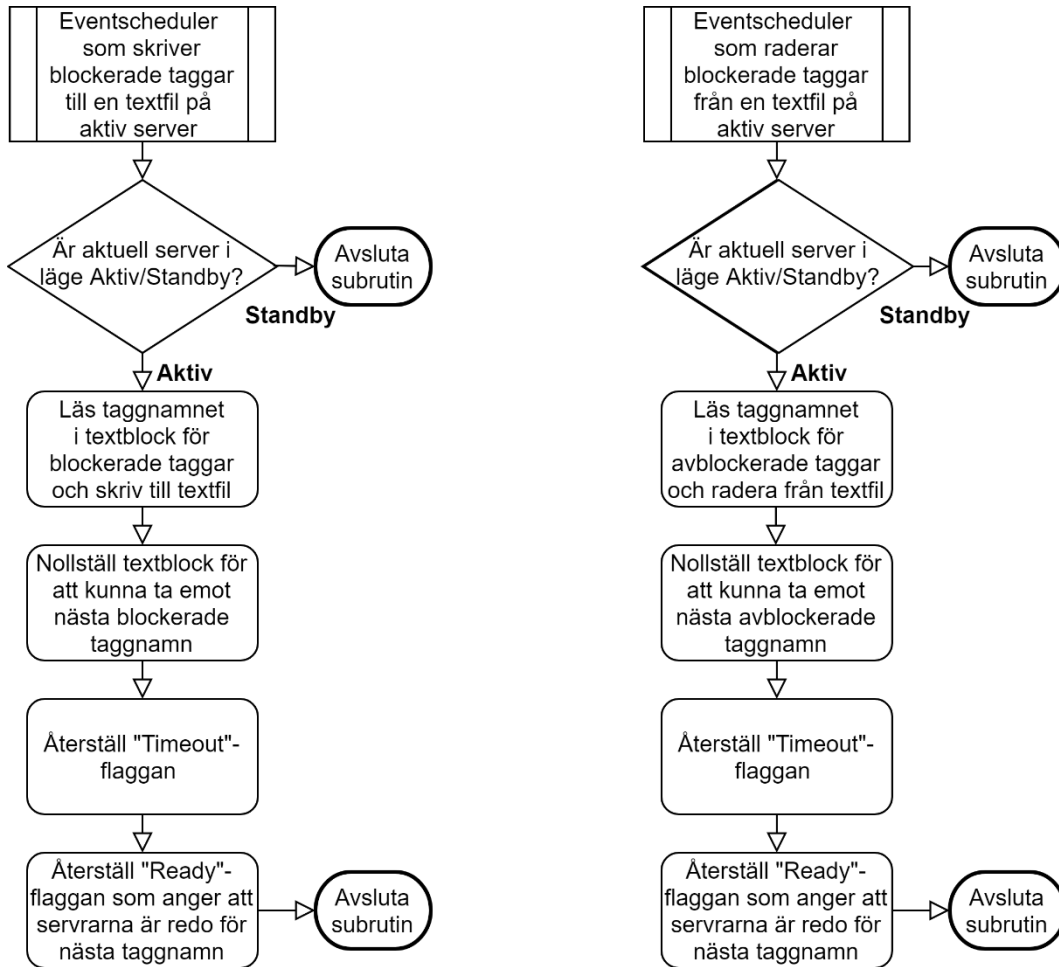 Eventscheduler
som skriver
blockerade taggar
till en textfil på
aktiv server
Är aktuell server i
läge Aktiv/Standby?
Avsluta
subrutin
Standby
Aktiv
Läs taggnamnet
i textblock för
blockerade taggar
och skriv till textfil
Nollställ textblock för
att kunna ta emot
nästa blockerade
taggnamn
Återställ "Timeout"-
flaggan
Återställ "Ready"-
flaggan som anger att
servrarna är redo för
nästa taggnamn
Avsluta
subrutin
Eventscheduler
som raderar
blockerade taggar
från en textfil på
aktiv server
Är aktuell server i
läge Aktiv/Standby?
Avsluta
subrutin
Standby
Aktiv
Läs taggnamnet
i textblock för
avblockerade taggar
och radera från textfil
Nollställ textblock för
att kunna ta emot
nästa avblockerade
taggnamn
Återställ "Timeout"-
flaggan
Återställ "Ready"-
flaggan som anger att
servrarna är redo för
nästa taggnamn
Avsluta
subrutin